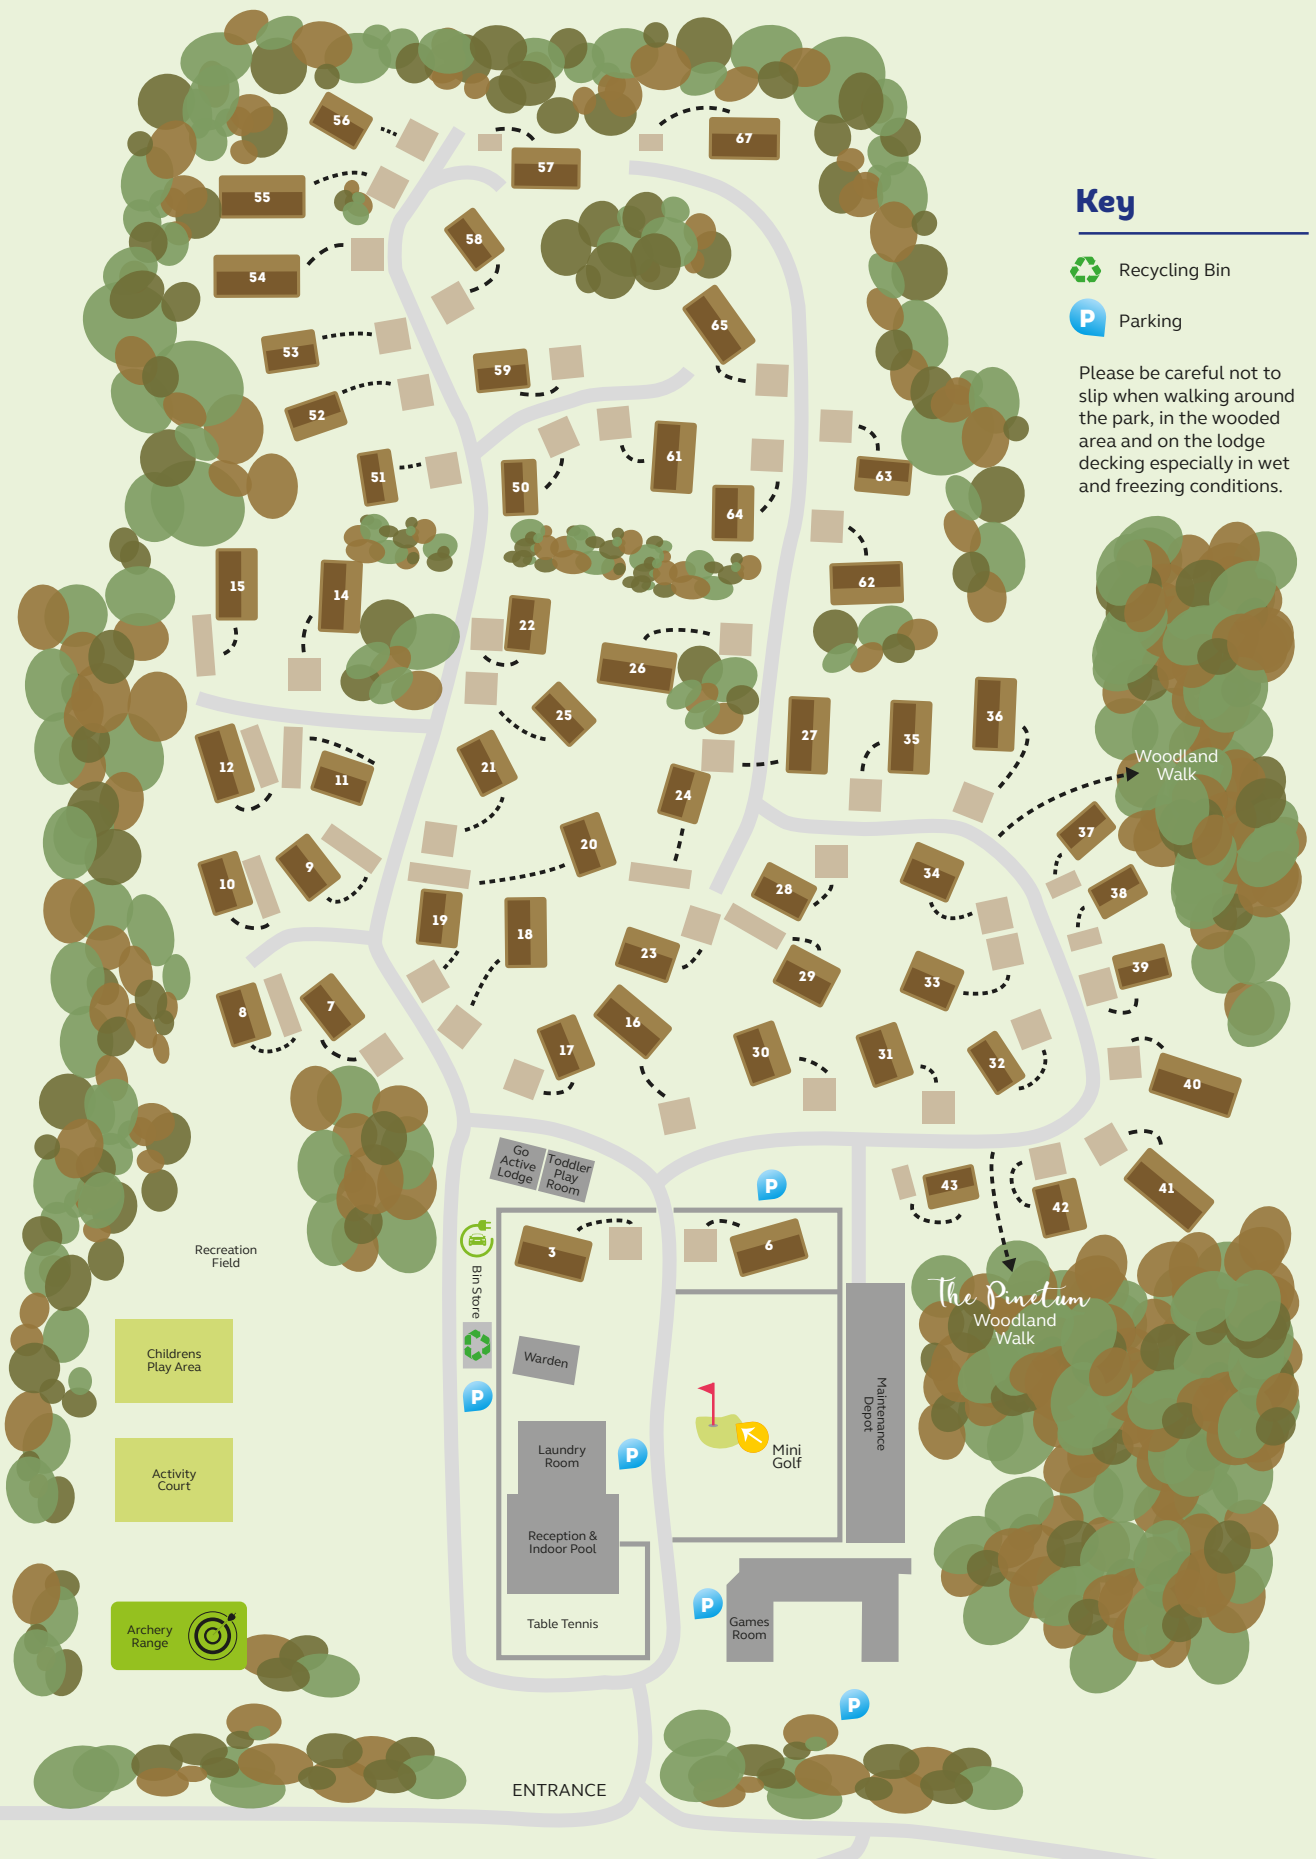 56
57
67
55
58
54
65
53
59
52
51
50
61
64
63
62
15
14
22
26
25
27
35
36
12
11
21
24
20
10
9
19
18
23
28
29
34
33
37
38
39
8
7
17
16
30
31
32
40
43
42
41
3
6
Key
Recycling Bin
P
Parking
Please be careful not to
slip when walking around
the park, in the wooded
area and on the lodge
decking especially in wet
and freezing conditions.
Woodland
Walk
Go
Active
Lodge
Toddler
Play
Room
P
Recreation
Field
Bin Store
The Pinetum
Woodland
Walk
Childrens
Play Area
Warden
P
Maintenance
Depot
Mini
Golf
Laundry
Room
P
Activity
Court
Reception &
Indoor Pool
Archery
Range
Table Tennis
P
Games
Room
P
ENTRANCE